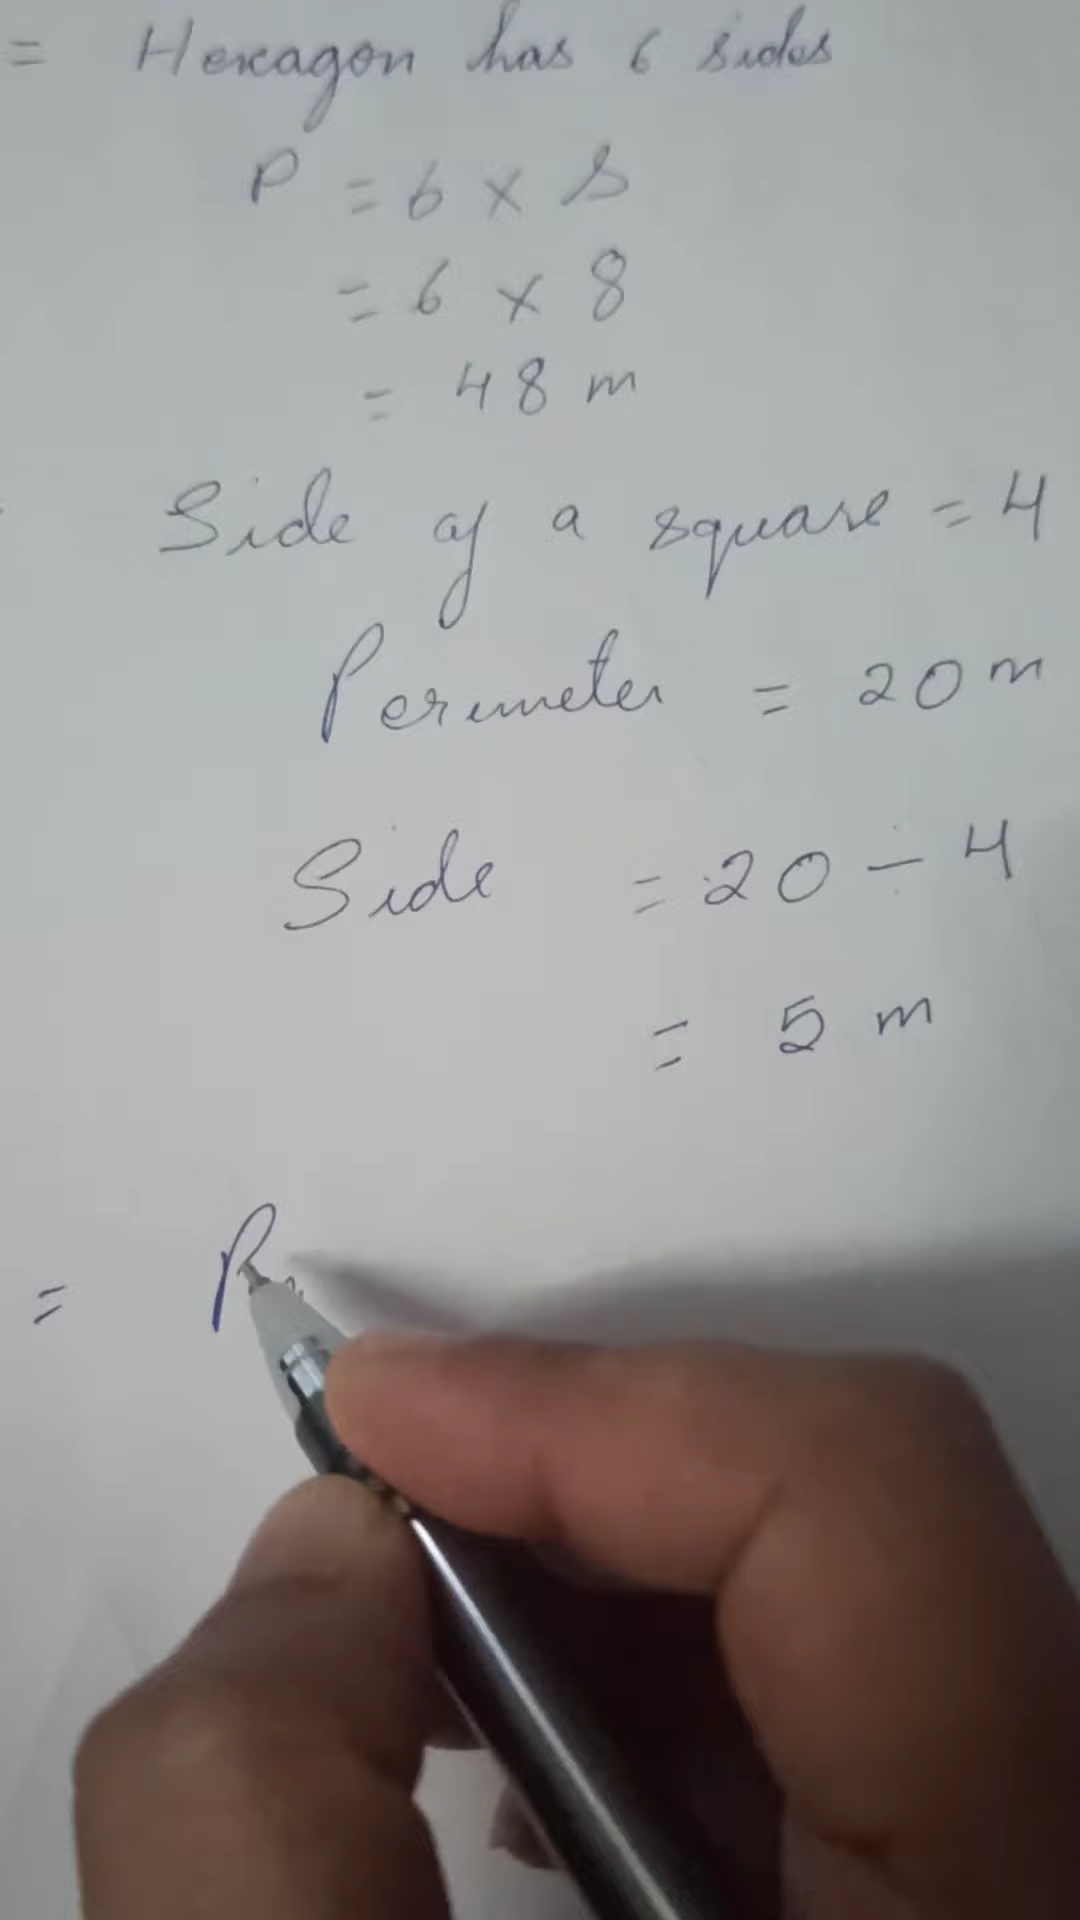 = Hexagon has 6 sides
P = 6 × s
= 6 × 8
= 48 m
Side of a square = 4
Perimeter = 20 m
Side = 20 ÷ 4
= 5 m
= P